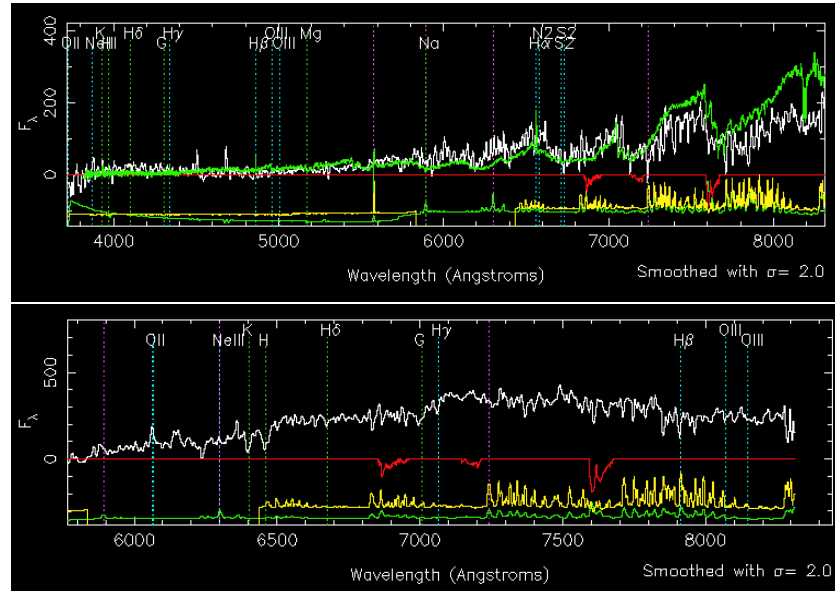 OII NeIII K H Hδ G Hγ Hβ OIII OIII Mg Na Hα N2 S2 S2
400
200
0
F_λ
4000 5000 6000 7000 8000
Wavelength (Angstroms)
Smoothed with σ= 2.0
OII NeIII K H Hδ G Hγ Hβ OIII OIII
500
0
F_λ
6000 6500 7000 7500 8000
Wavelength (Angstroms)
Smoothed with σ= 2.0